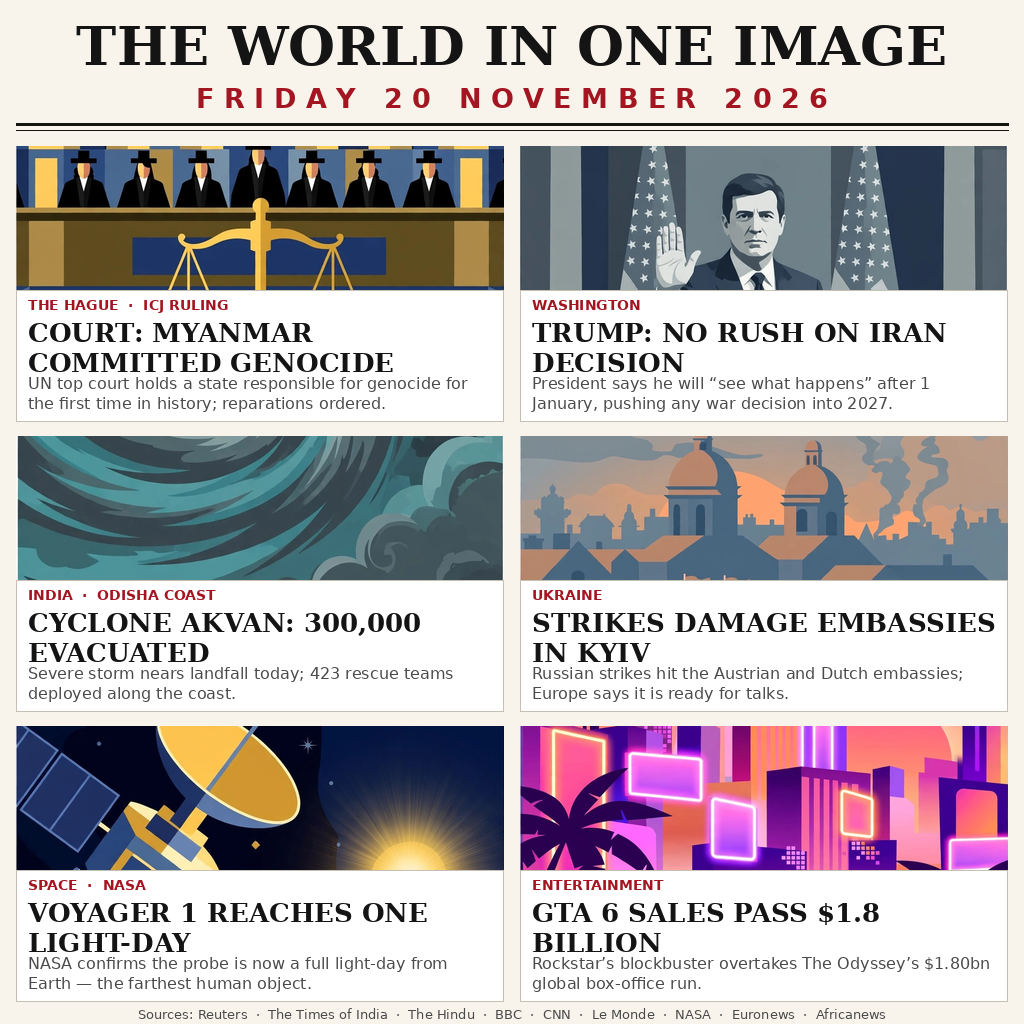 THE WORLD IN ONE IMAGE
FRIDAY 20 NOVEMBER 2026
THE HAGUE · ICJ RULING
COURT: MYANMAR
COMMITTED GENOCIDE
UN top court holds a state responsible for genocide for
the first time in history; reparations ordered.
WASHINGTON
TRUMP: NO RUSH ON IRAN
DECISION
President says he will “see what happens” after 1
January, pushing any war decision into 2027.
INDIA · ODISHA COAST
CYCLONE AKVAN: 300,000
EVACUATED
Severe storm nears landfall today; 423 rescue teams
deployed along the coast.
UKRAINE
STRIKES DAMAGE EMBASSIES
IN KYIV
Russian strikes hit the Austrian and Dutch embassies;
Europe says it is ready for talks.
SPACE · NASA
VOYAGER 1 REACHES ONE
LIGHT-DAY
NASA confirms the probe is now a full light-day from
Earth — the farthest human object.
ENTERTAINMENT
GTA 6 SALES PASS $1.8
BILLION
Rockstar’s blockbuster overtakes The Odyssey’s $1.80bn
global box-office run.
Sources: Reuters · The Times of India · The Hindu · BBC · CNN · Le Monde · NASA · Euronews · Africanews